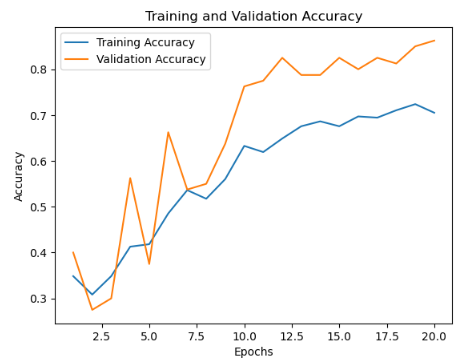 Training and Validation Accuracy
Training Accuracy
Validation Accuracy
0.8
0.7
0.6
0.5
0.4
0.3
Accuracy
2.5 5.0 7.5 10.0 12.5 15.0 17.5 20.0
Epochs